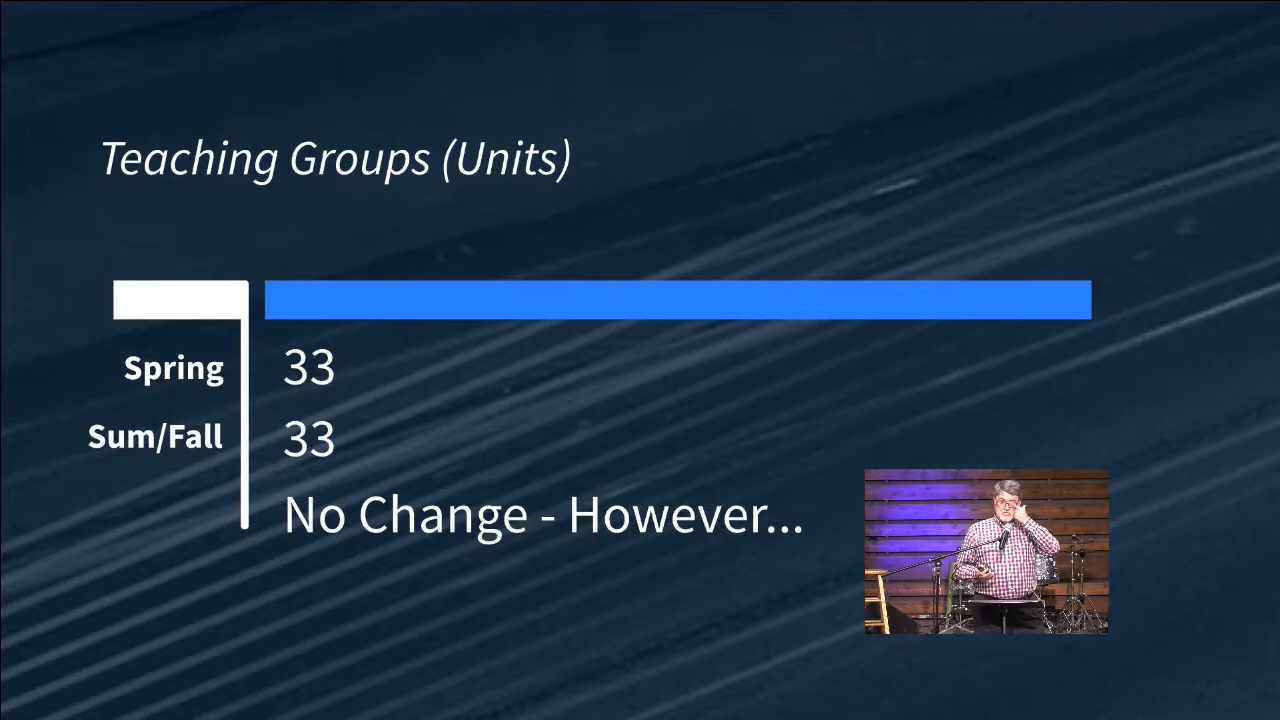 Teaching Groups (Units)
Spring 33
Sum/Fall 33
No Change - However...